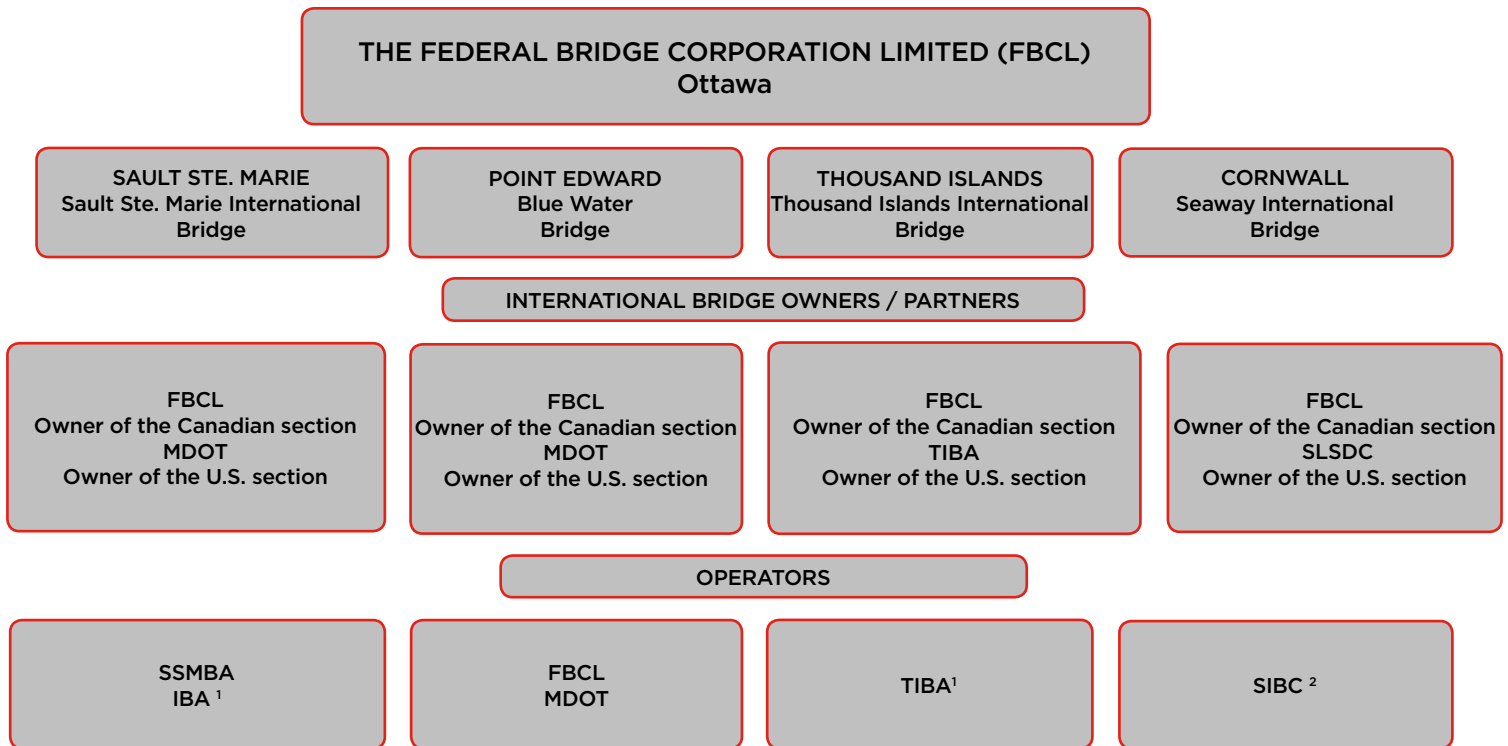 THE FEDERAL BRIDGE CORPORATION LIMITED (FBCL)
Ottawa
SAULT STE. MARIE
Sault Ste. Marie International
Bridge
POINT EDWARD
Blue Water
Bridge
THOUSAND ISLANDS
Thousand Islands International
Bridge
CORNWALL
Seaway International
Bridge
INTERNATIONAL BRIDGE OWNERS / PARTNERS
FBCL
Owner of the Canadian section
MDOT
Owner of the U.S. section
FBCL
Owner of the Canadian section
MDOT
Owner of the U.S. section
FBCL
Owner of the Canadian section
TIBA
Owner of the U.S. section
FBCL
Owner of the Canadian section
SLSDC
Owner of the U.S. section
OPERATORS
SSMBA
IBA ¹
FBCL
MDOT
TIBA¹
SIBC ²